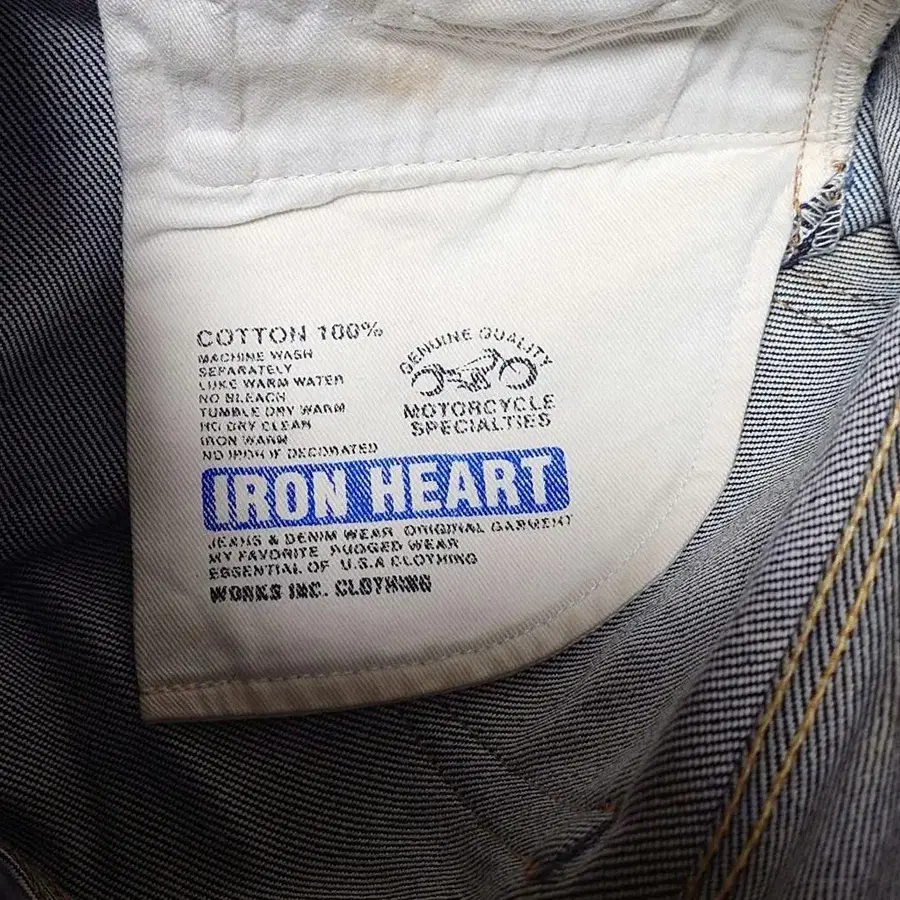 COTTON 100%
MACHINE WASH
SEPARATELY
LUKE WARM WATER
NO BLEACH
TUMBLE DRY WARM
NO DRY CLEAN
IRON WARM
NO IRON IF DECORATED
GENUINE QUALITY
MOTORCYCLE
SPECIALTIES
IRON HEART
JEANS & DENIM WEAR ORIGINAL GARMENT
MY FAVORITE RUGGED WEAR
ESSENTIAL OF U.S.A CLOTHING
WORKS INC. CLOTHING